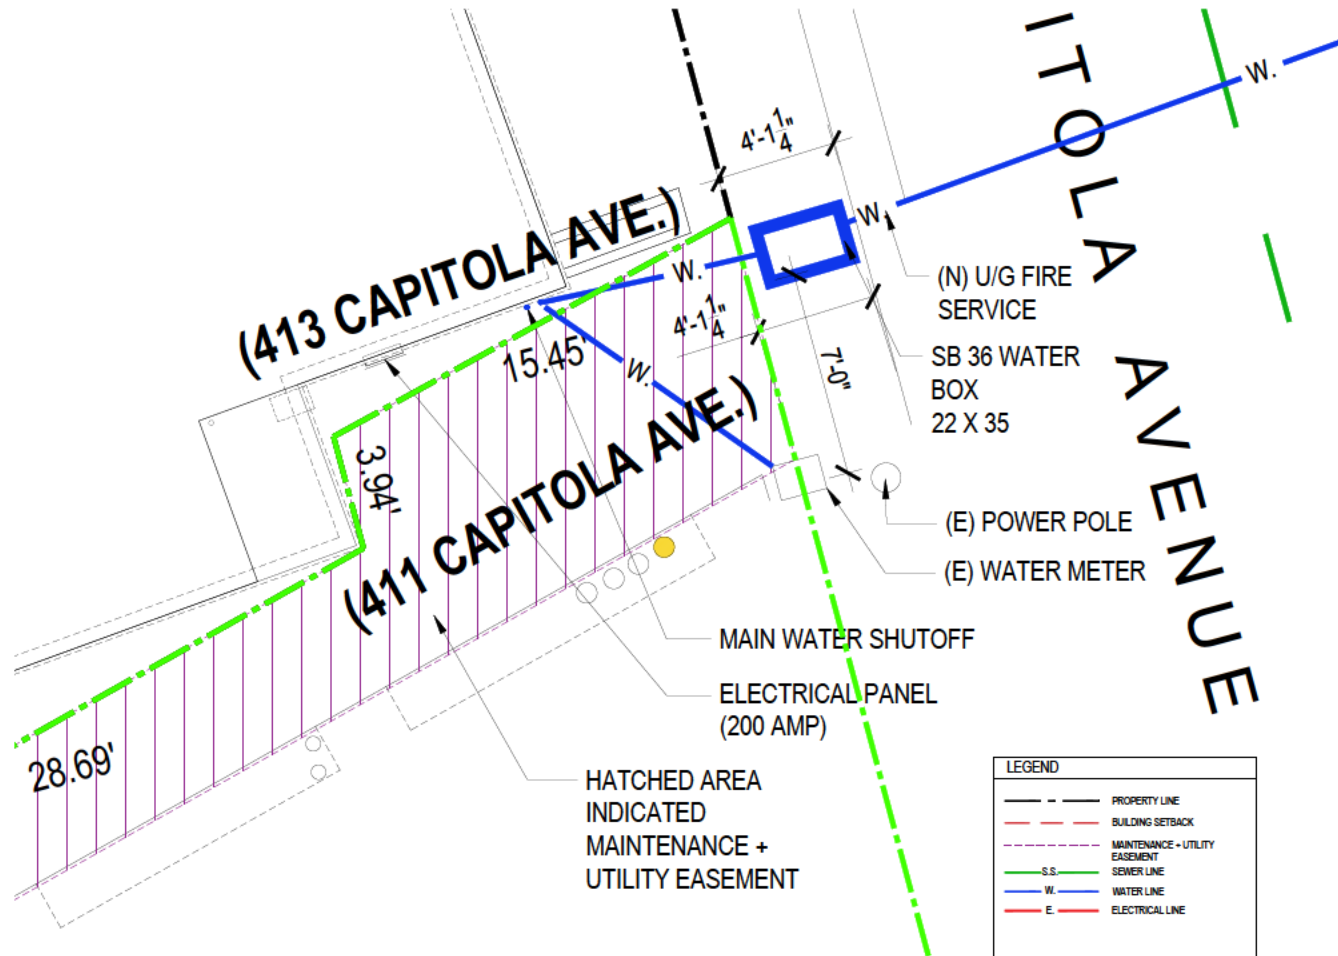 ITOLA AVENUE
W.
4'-1 1/4"
W.
(413 CAPITOLA AVE.)
W.
(N) U/G FIRE
SERVICE
4'-1 1/4"
15.45'
W.
7'-0"
SB 36 WATER
BOX
22 X 35
(411 CAPITOLA AVE.)
3.94'
(E) POWER POLE
(E) WATER METER
MAIN WATER SHUTOFF
ELECTRICAL PANEL
(200 AMP)
28.69'
HATCHED AREA
INDICATED
MAINTENANCE +
UTILITY EASEMENT
LEGEND
PROPERTY LINE
BUILDING SETBACK
MAINTENANCE + UTILITY
EASEMENT
S.S. SEWER LINE
W. WATER LINE
E. ELECTRICAL LINE